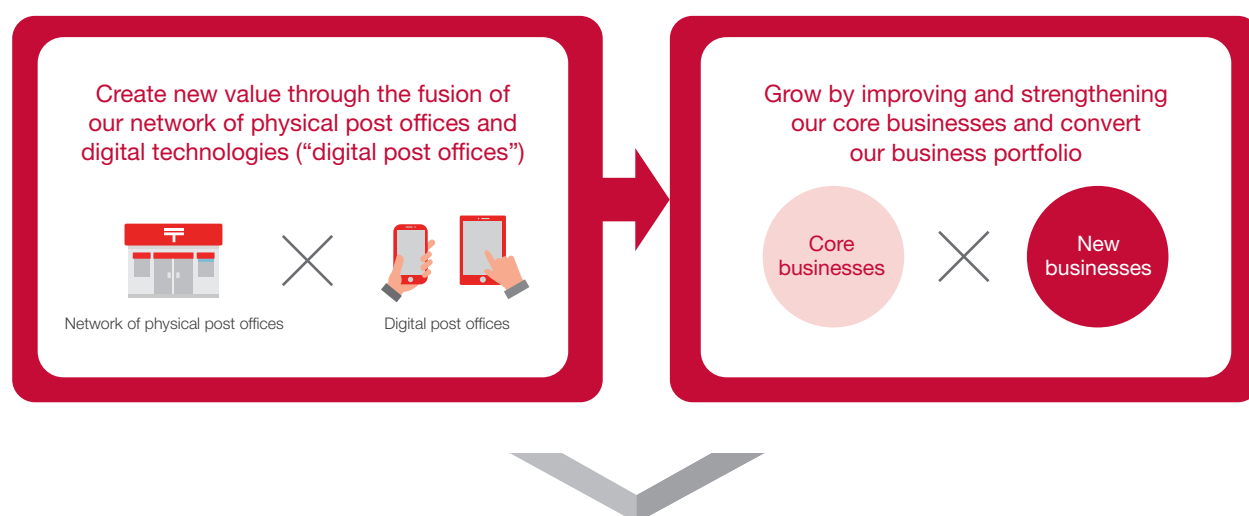 Create new value through the fusion of
our network of physical post offices and
digital technologies (“digital post offices”)
Network of physical post offices
Digital post offices
Grow by improving and strengthening
our core businesses and convert
our business portfolio
Core
businesses
New
businesses